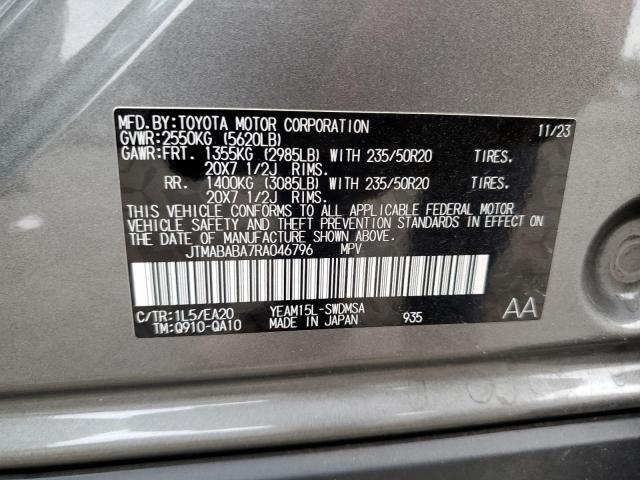 MFD.BY:TOYOTA MOTOR CORPORATION 11/23
GVWR:2550KG (5620LB)
GAWR:FRT. 1355KG (2985LB) WITH 235/50R20 TIRES.
20X7 1/2J RIMS.
RR. 1400KG (3085LB) WITH 235/50R20 TIRES.
20X7 1/2J RIMS.
THIS VEHICLE CONFORMS TO ALL APPLICABLE FEDERAL MOTOR
VEHICLE SAFETY, BUMPER, AND THEFT PREVENTION STANDARDS IN EFFECT ON
THE DATE OF MANUFACTURE SHOWN ABOVE.
JTMABABA7RA046796 MPV
C/TR:1L5/EA20 YEAM15L-SWDMSA
TM:Q910-QA10 MADE IN JAPAN 935 AA